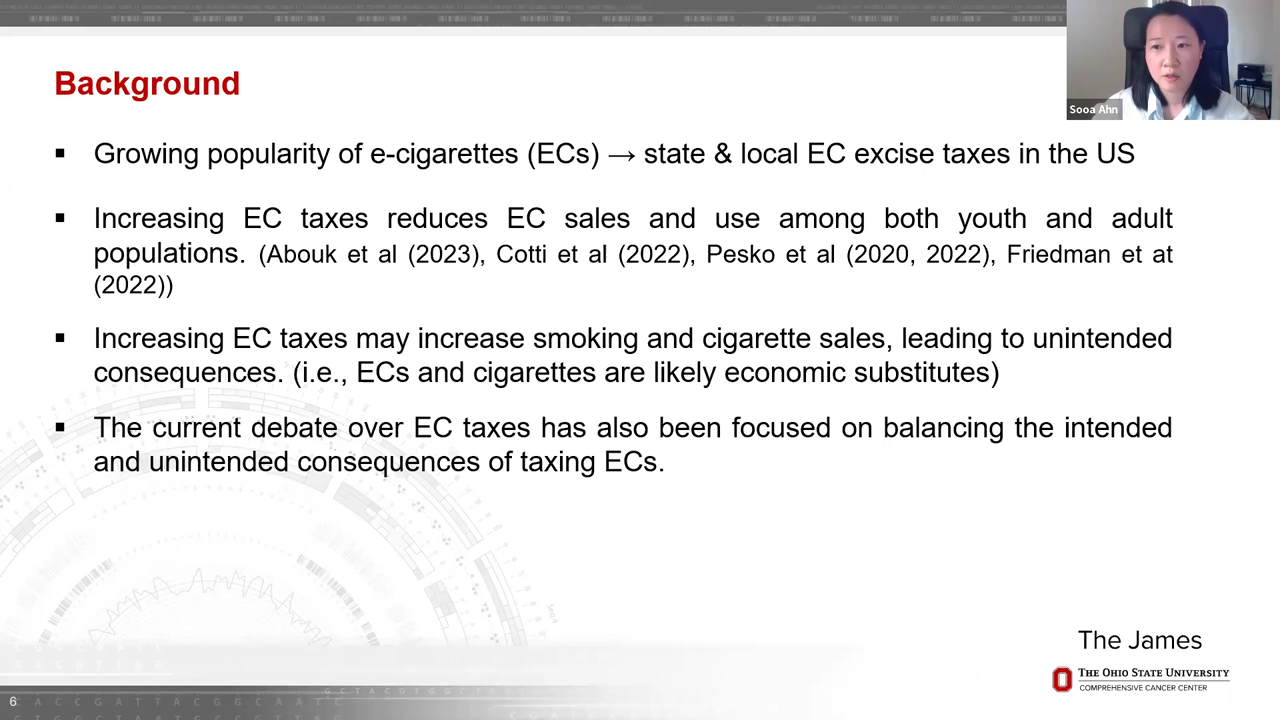 Background
Sooa Ahn
▪ Growing popularity of e-cigarettes (ECs) → state & local EC excise taxes in the US
▪ Increasing EC taxes reduces EC sales and use among both youth and adult
populations. (Abouk et al (2023), Cotti et al (2022), Pesko et al (2020, 2022), Friedman et at
(2022))
▪ Increasing EC taxes may increase smoking and cigarette sales, leading to unintended
consequences. (i.e., ECs and cigarettes are likely economic substitutes)
▪ The current debate over EC taxes has also been focused on balancing the intended
and unintended consequences of taxing ECs.
The James
THE OHIO STATE UNIVERSITY
COMPREHENSIVE CANCER CENTER
6